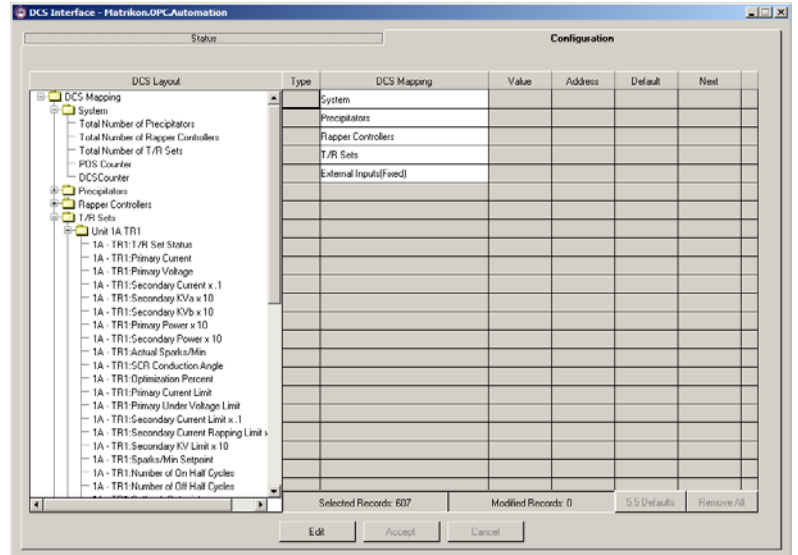 DCS Interface - Matrikon.OPC.Automation
Status
Configuration
DCS Layout
Type
DCS Mapping
Value
Address
Default
Next
DCS Mapping
System
Total Number of Precipitators
Total Number of Rapper Controllers
Total Number of T/R Sets
POS Counter
DCSCounter
Precipitators
Rapper Controllers
T/R Sets
Unit 1A TR1
1A - TR1:T/R Set Status
1A - TR1:Primary Current
1A - TR1:Primary Voltage
1A - TR1:Secondary Current x .1
1A - TR1:Secondary KVa x 10
1A - TR1:Secondary KVb x 10
1A - TR1:Primary Power x 10
1A - TR1:Secondary Power x 10
1A - TR1:Actual Sparks/Min
1A - TR1:SCR Conduction Angle
1A - TR1:Optimization Percent
1A - TR1:Primary Current Limit
1A - TR1:Primary Under Voltage Limit
1A - TR1:Secondary Current Limit x .1
1A - TR1:Secondary Current Rapping Limit x
1A - TR1:Secondary KV Limit x 10
1A - TR1:Sparks/Min Setpoint
1A - TR1:Number of On Half Cycles
1A - TR1:Number of Off Half Cycles
System
Precipitators
Rapper Controllers
T/R Sets
External Inputs(Fixed)
Selected Records: 607
Modified Records: 0
5.5 Defaults
Remove All
Edit
Accept
Cancel